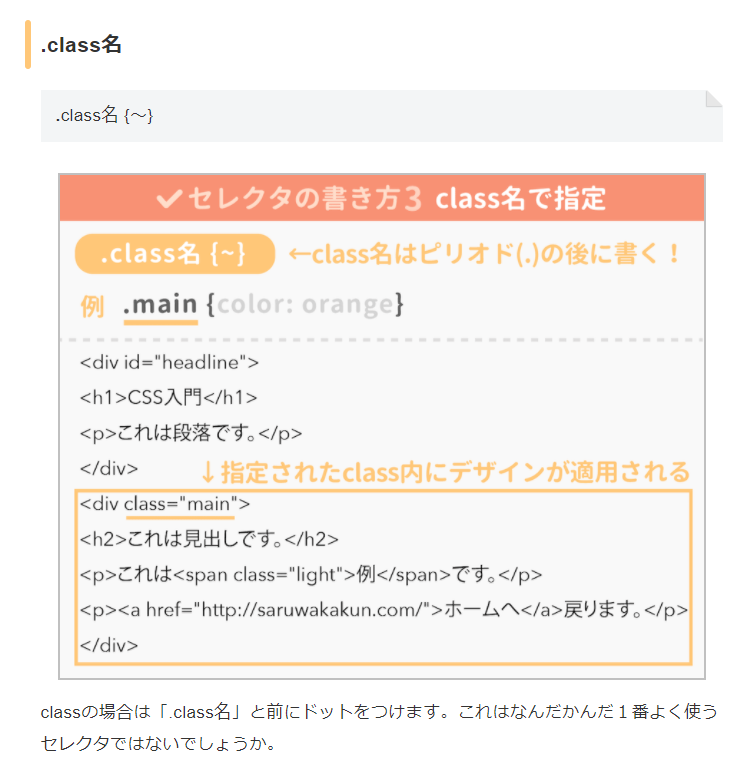 .class名
.class名 {〜}
セレクタの書き方3 class名で指定
.class名 {~} ←class名はピリオド(.)の後に書く！
例 .main {color: orange}
<div id="headline">
<h1>CSS入門</h1>
<p>これは段落です。</p>
</div>
↓指定されたclass内にデザインが適用される
<div class="main">
<h2>これは見出しです。</h2>
<p>これは<span class="light">例</span>です。</p>
<p><a href="http://saruwakakun.com/">ホームへ</a>戻ります。</p>
</div>
classの場合は「.class名」と前にドットをつけます。これはなんだかんだ１番よく使う
セレクタではないでしょうか。